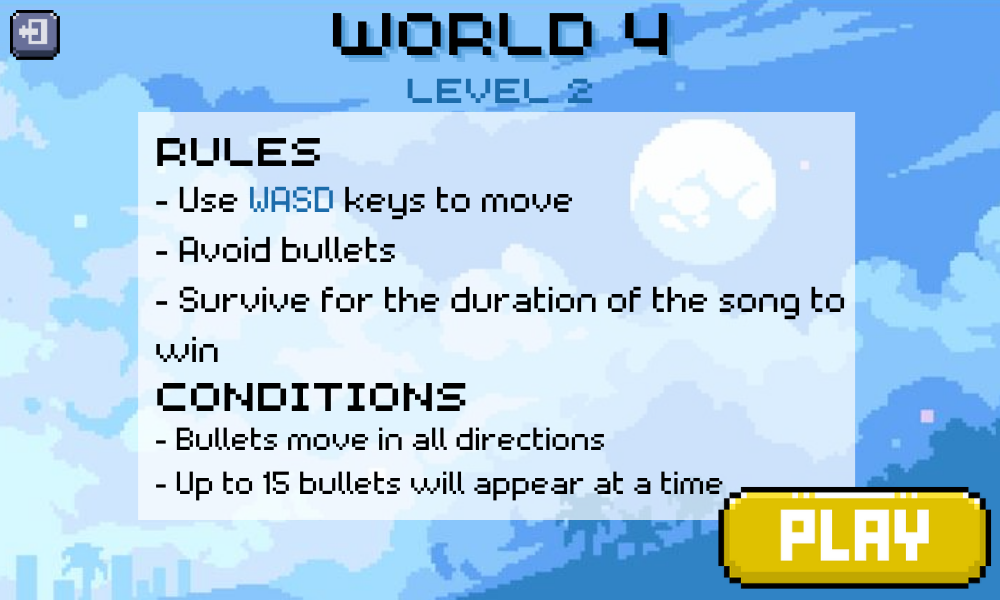 WORLD 4
LEVEL 2
RULES
- Use WASD keys to move
- Avoid bullets
- Survive for the duration of the song to
win
CONDITIONS
- Bullets move in all directions
- Up to 15 bullets will appear at a time
PLAY